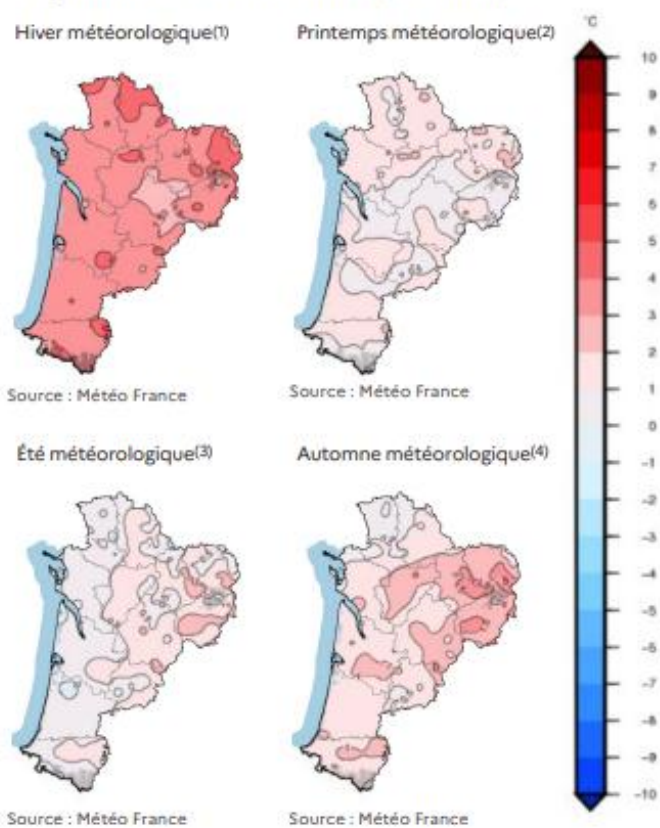 °C
Hiver météorologique(1)
Printemps météorologique(2)
10
9
8
7
6
5
4
3
2
1
0
-1
-2
-3
-4
-5
-6
-7
-8
-9
-10
Source : Météo France
Source : Météo France
Été météorologique(3)
Automne météorologique(4)
Source : Météo France
Source : Météo France